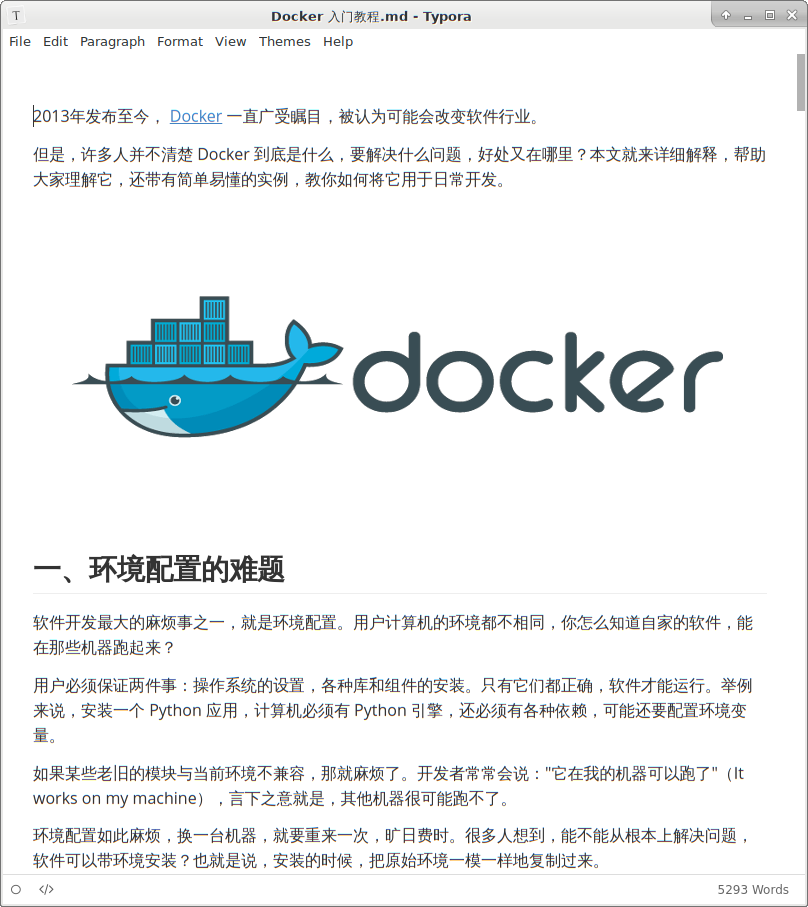 T
Docker 入门教程.md - Typora
File Edit Paragraph Format View Themes Help
2013年发布至今， Docker 一直广受瞩目，被认为可能会改变软件行业。
但是，许多人并不清楚 Docker 到底是什么，要解决什么问题，好处又在哪里？本文就来详细解释，帮助
大家理解它，还带有简单易懂的实例，教你如何将它用于日常开发。
docker
一、环境配置的难题
软件开发最大的麻烦事之一，就是环境配置。用户计算机的环境都不相同，你怎么知道自家的软件，能
在那些机器跑起来？
用户必须保证两件事：操作系统的设置，各种库和组件的安装。只有它们都正确，软件才能运行。举例
来说，安装一个 Python 应用，计算机必须有 Python 引擎，还必须有各种依赖，可能还要配置环境变
量。
如果某些老旧的模块与当前环境不兼容，那就麻烦了。开发者常常会说："它在我的机器可以跑了"（It
works on my machine），言下之意就是，其他机器很可能跑不了。
环境配置如此麻烦，换一台机器，就要重来一次，旷日费时。很多人想到，能不能从根本上解决问题，
软件可以带环境安装？也就是说，安装的时候，把原始环境一模一样地复制过来。
</> 5293 Words